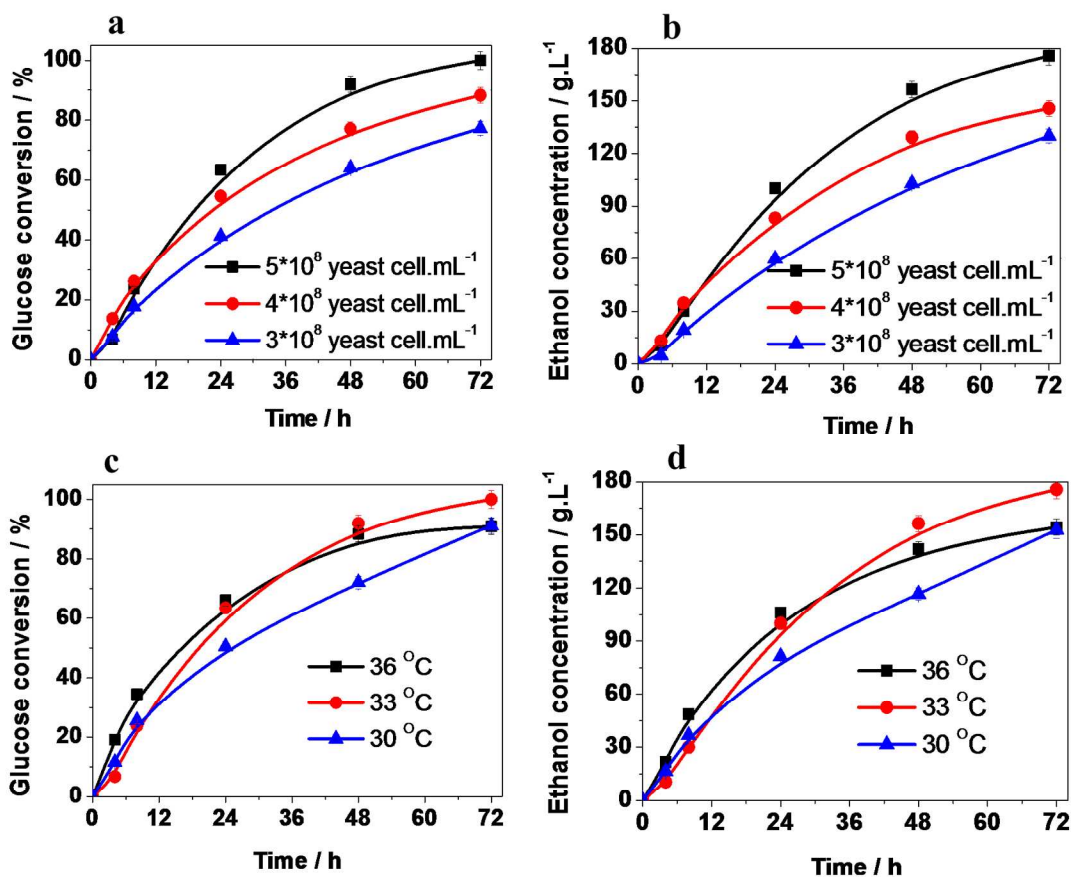 a
Glucose conversion / %
100
80
60
40
20
0
5*10⁸ yeast cell.mL⁻¹
4*10⁸ yeast cell.mL⁻¹
3*10⁸ yeast cell.mL⁻¹
0 12 24 36 48 60 72
Time / h
b
Ethanol concentration / g.L⁻¹
180
150
120
90
60
30
0
5*10⁸ yeast cell.mL⁻¹
4*10⁸ yeast cell.mL⁻¹
3*10⁸ yeast cell.mL⁻¹
0 12 24 36 48 60 72
Time / h
c
Glucose conversion / %
100
80
60
40
20
0
36 °C
33 °C
30 °C
0 12 24 36 48 60 72
Time / h
d
Ethanol concentration / g.L⁻¹
180
150
120
90
60
30
0
36 °C
33 °C
30 °C
0 12 24 36 48 60 72
Time / h